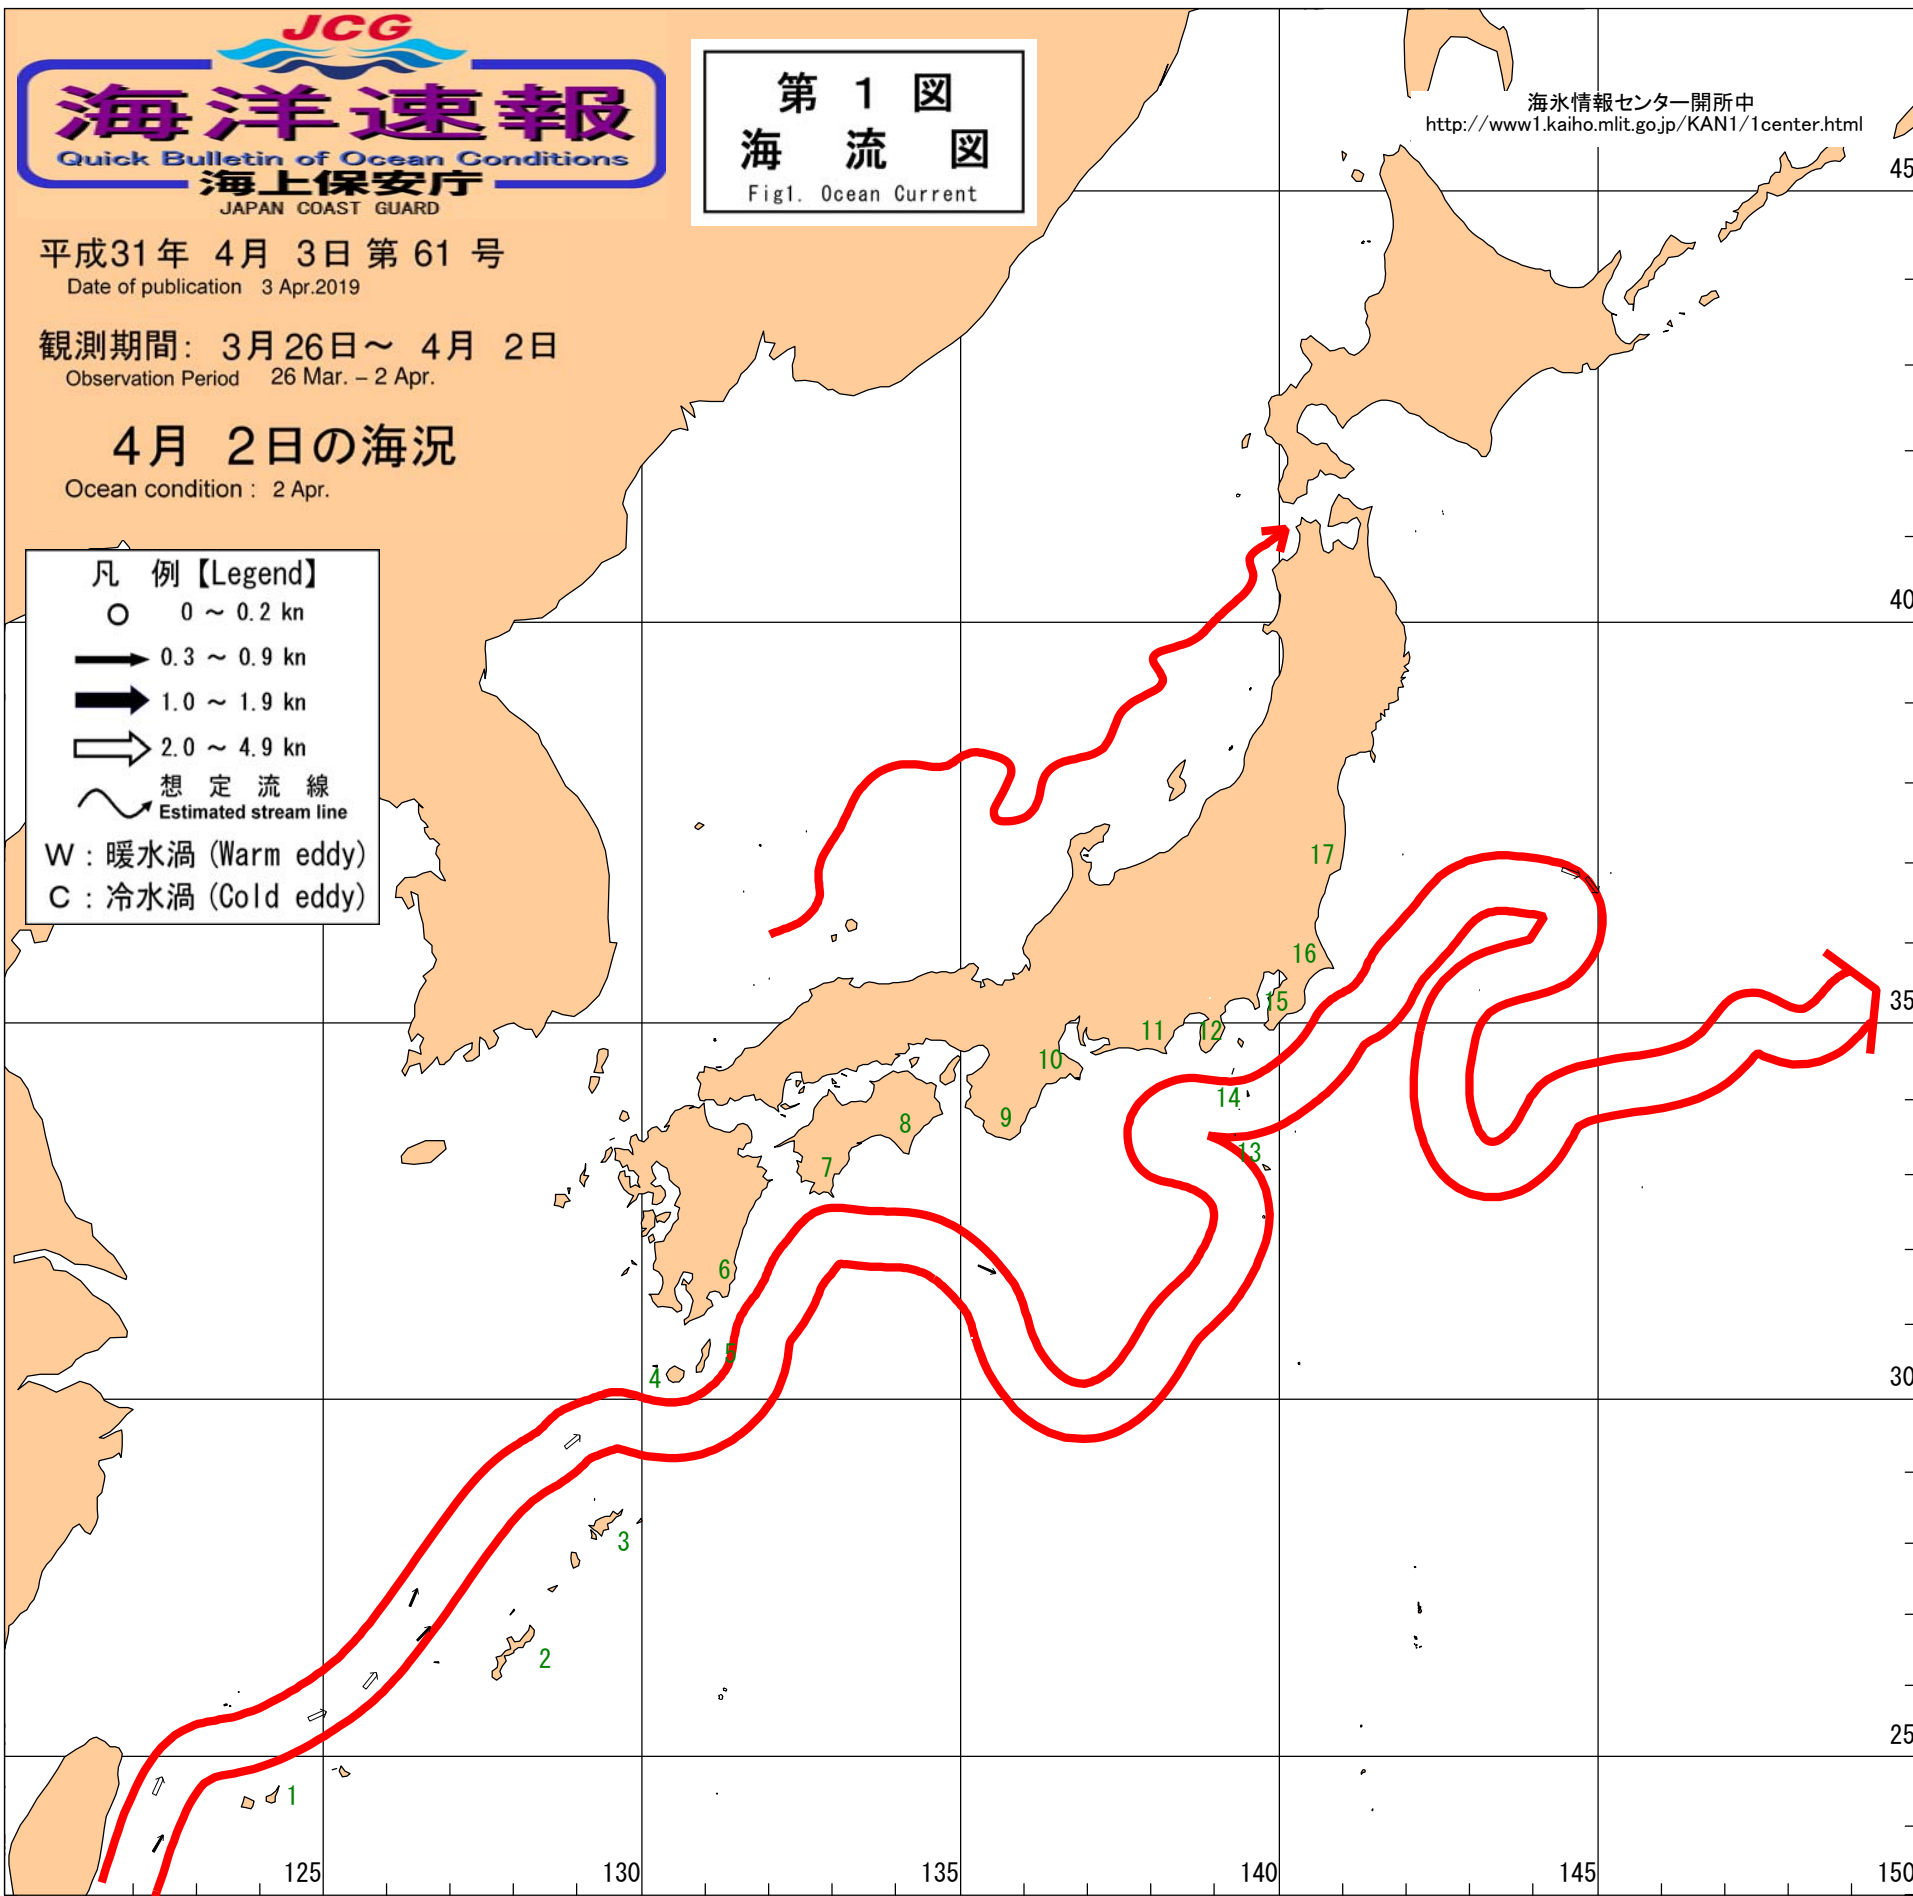 JCG
海洋速報
Quick Bulletin of Ocean Conditions
海上保安庁
JAPAN COAST GUARD
平成31年 4月 3日 第 61 号
Date of publication 3 Apr.2019
観測期間: 3月26日～ 4月 2日
Observation Period 26 Mar. – 2 Apr.
4月 2日の海況
Ocean condition : 2 Apr.
第 1 図
海 流 図
Fig1. Ocean Current
海氷情報センター開所中
http://www1.kaiho.mlit.go.jp/KAN1/1center.html
凡 例【Legend】
0 ～ 0.2 kn
0.3 ～ 0.9 kn
1.0 ～ 1.9 kn
2.0 ～ 4.9 kn
想 定 流 線
Estimated stream line
W : 暖水渦 (Warm eddy)
C : 冷水渦 (Cold eddy)
45
40
17
16
35
15
12
11
10
14
9
8
13
7
6
5
4
30
3
2
25
1
125
130
135
140
145
150